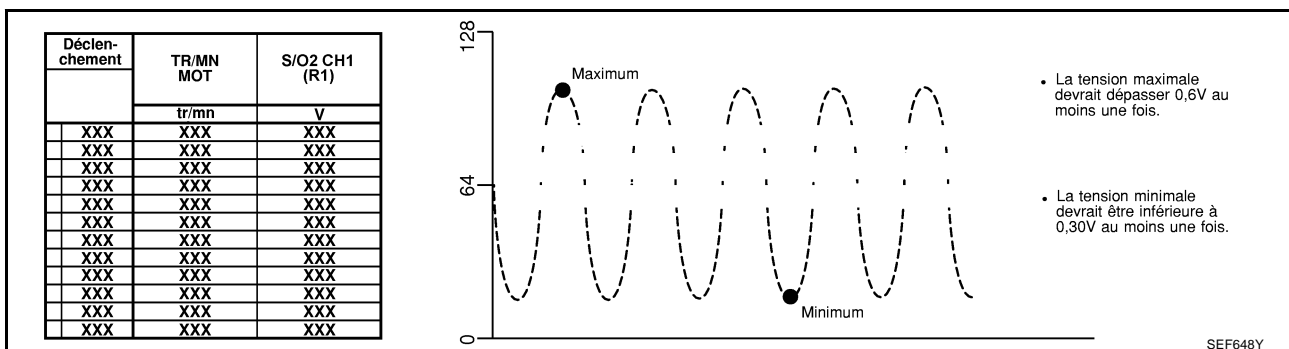 Déclen-
chement
TR/MN
MOT
S/O2 CH1
(R1)
tr/mn V
XXX XXX XXX
XXX XXX XXX
XXX XXX XXX
XXX XXX XXX
XXX XXX XXX
XXX XXX XXX
XXX XXX XXX
XXX XXX XXX
XXX XXX XXX
XXX XXX XXX
XXX XXX XXX
XXX XXX XXX
128
64
0
Maximum
Minimum
• La tension maximale
devrait dépasser 0,6V au
moins une fois.
• La tension minimale
devrait être inférieure à
0,30V au moins une fois.
SEF648Y